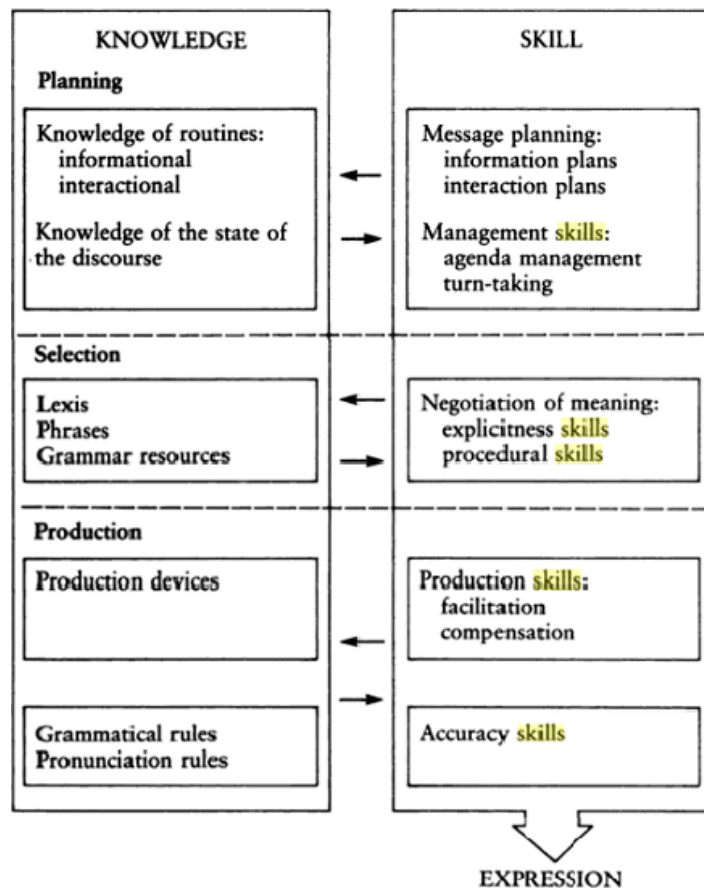 KNOWLEDGE
Planning
Knowledge of routines:
informational
interactional
Knowledge of the state of
the discourse
SKILL
Message planning:
information plans
interaction plans
Management skills:
agenda management
turn-taking
Selection
Lexis
Phrases
Grammar resources
Negotiation of meaning:
explicitness skills
procedural skills
Production
Production devices
Production skills:
facilitation
compensation
Grammatical rules
Pronunciation rules
Accuracy skills
EXPRESSION